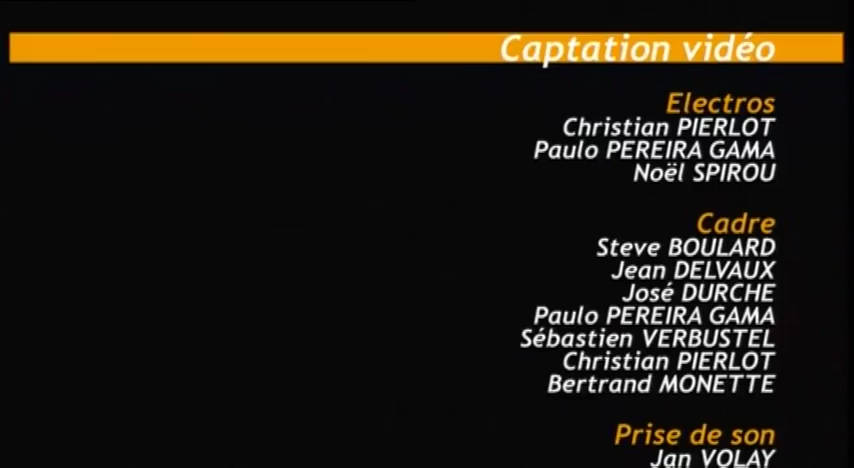 Captation vidéo
Electros
Christian PIERLOT
Paulo PEREIRA GAMA
Noël SPIROU
Cadre
Steve BOULARD
Jean DELVAUX
José DURCHE
Paulo PEREIRA GAMA
Sébastien VERBUSTEL
Christian PIERLOT
Bertrand MONETTE
Prise de son
Jan VOLAY